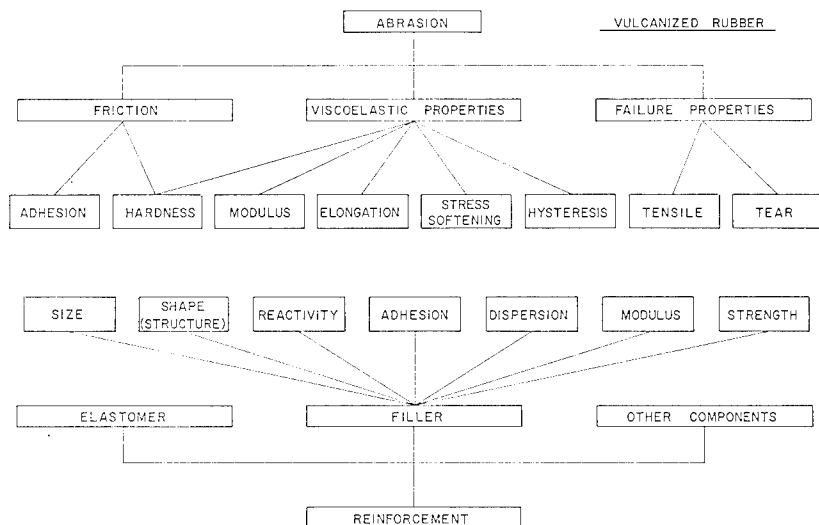 ABRASION
VULCANIZED RUBBER
FRICTION
VISCOELASTIC PROPERTIES
FAILURE PROPERTIES
ADHESION
HARDNESS
MODULUS
ELONGATION
STRESS
SOFTENING
HYSTERESIS
TENSILE
TEAR
SIZE
SHAPE
(STRUCTURE)
REACTIVITY
ADHESION
DISPERSION
MODULUS
STRENGTH
ELASTOMER
FILLER
OTHER COMPONENTS
REINFORCEMENT